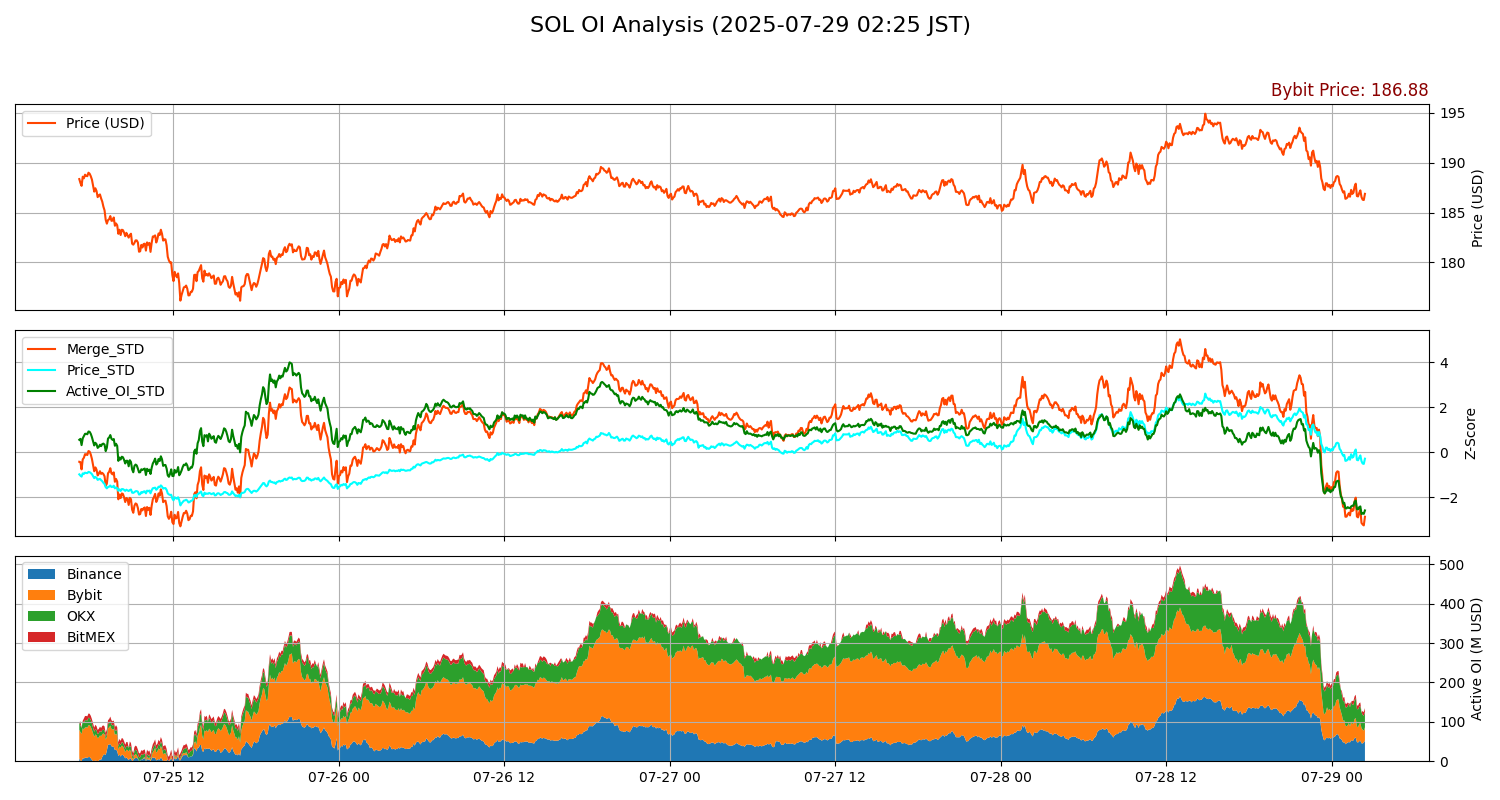 SOL OI Analysis (2025-07-29 02:25 JST)
Bybit Price: 186.88
Price (USD)
195
190
185
180
Price (USD)
Merge_STD
Price_STD
Active_OI_STD
4
2
0
−2
Z-Score
Binance
Bybit
OKX
BitMEX
500
400
300
200
100
0
Active OI (M USD)
07-25 12
07-26 00
07-26 12
07-27 00
07-27 12
07-28 00
07-28 12
07-29 00